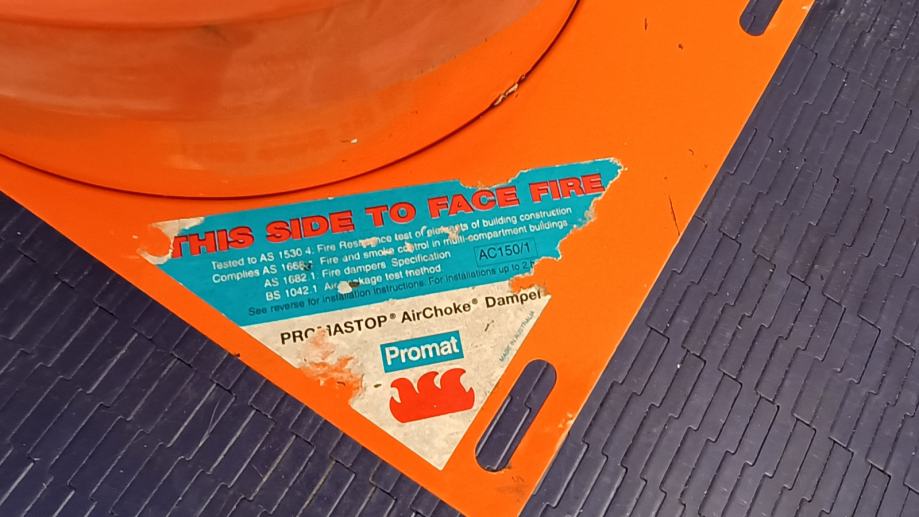 THIS SIDE TO FACE FIRE
Tested to AS 1530 4. Fire Resistance test of elements of building construction
Complies AS 1668 Fire and smoke control in multi-compartment buildings
AS 1682 1. Fire dampers Specification
AC150/1
BS 1042.1 Air leakage test method
See reverse for installation instructions. For installations up to
PROMASTOP® AirChoke® Damper
MADE IN AUSTRALIA
Promat